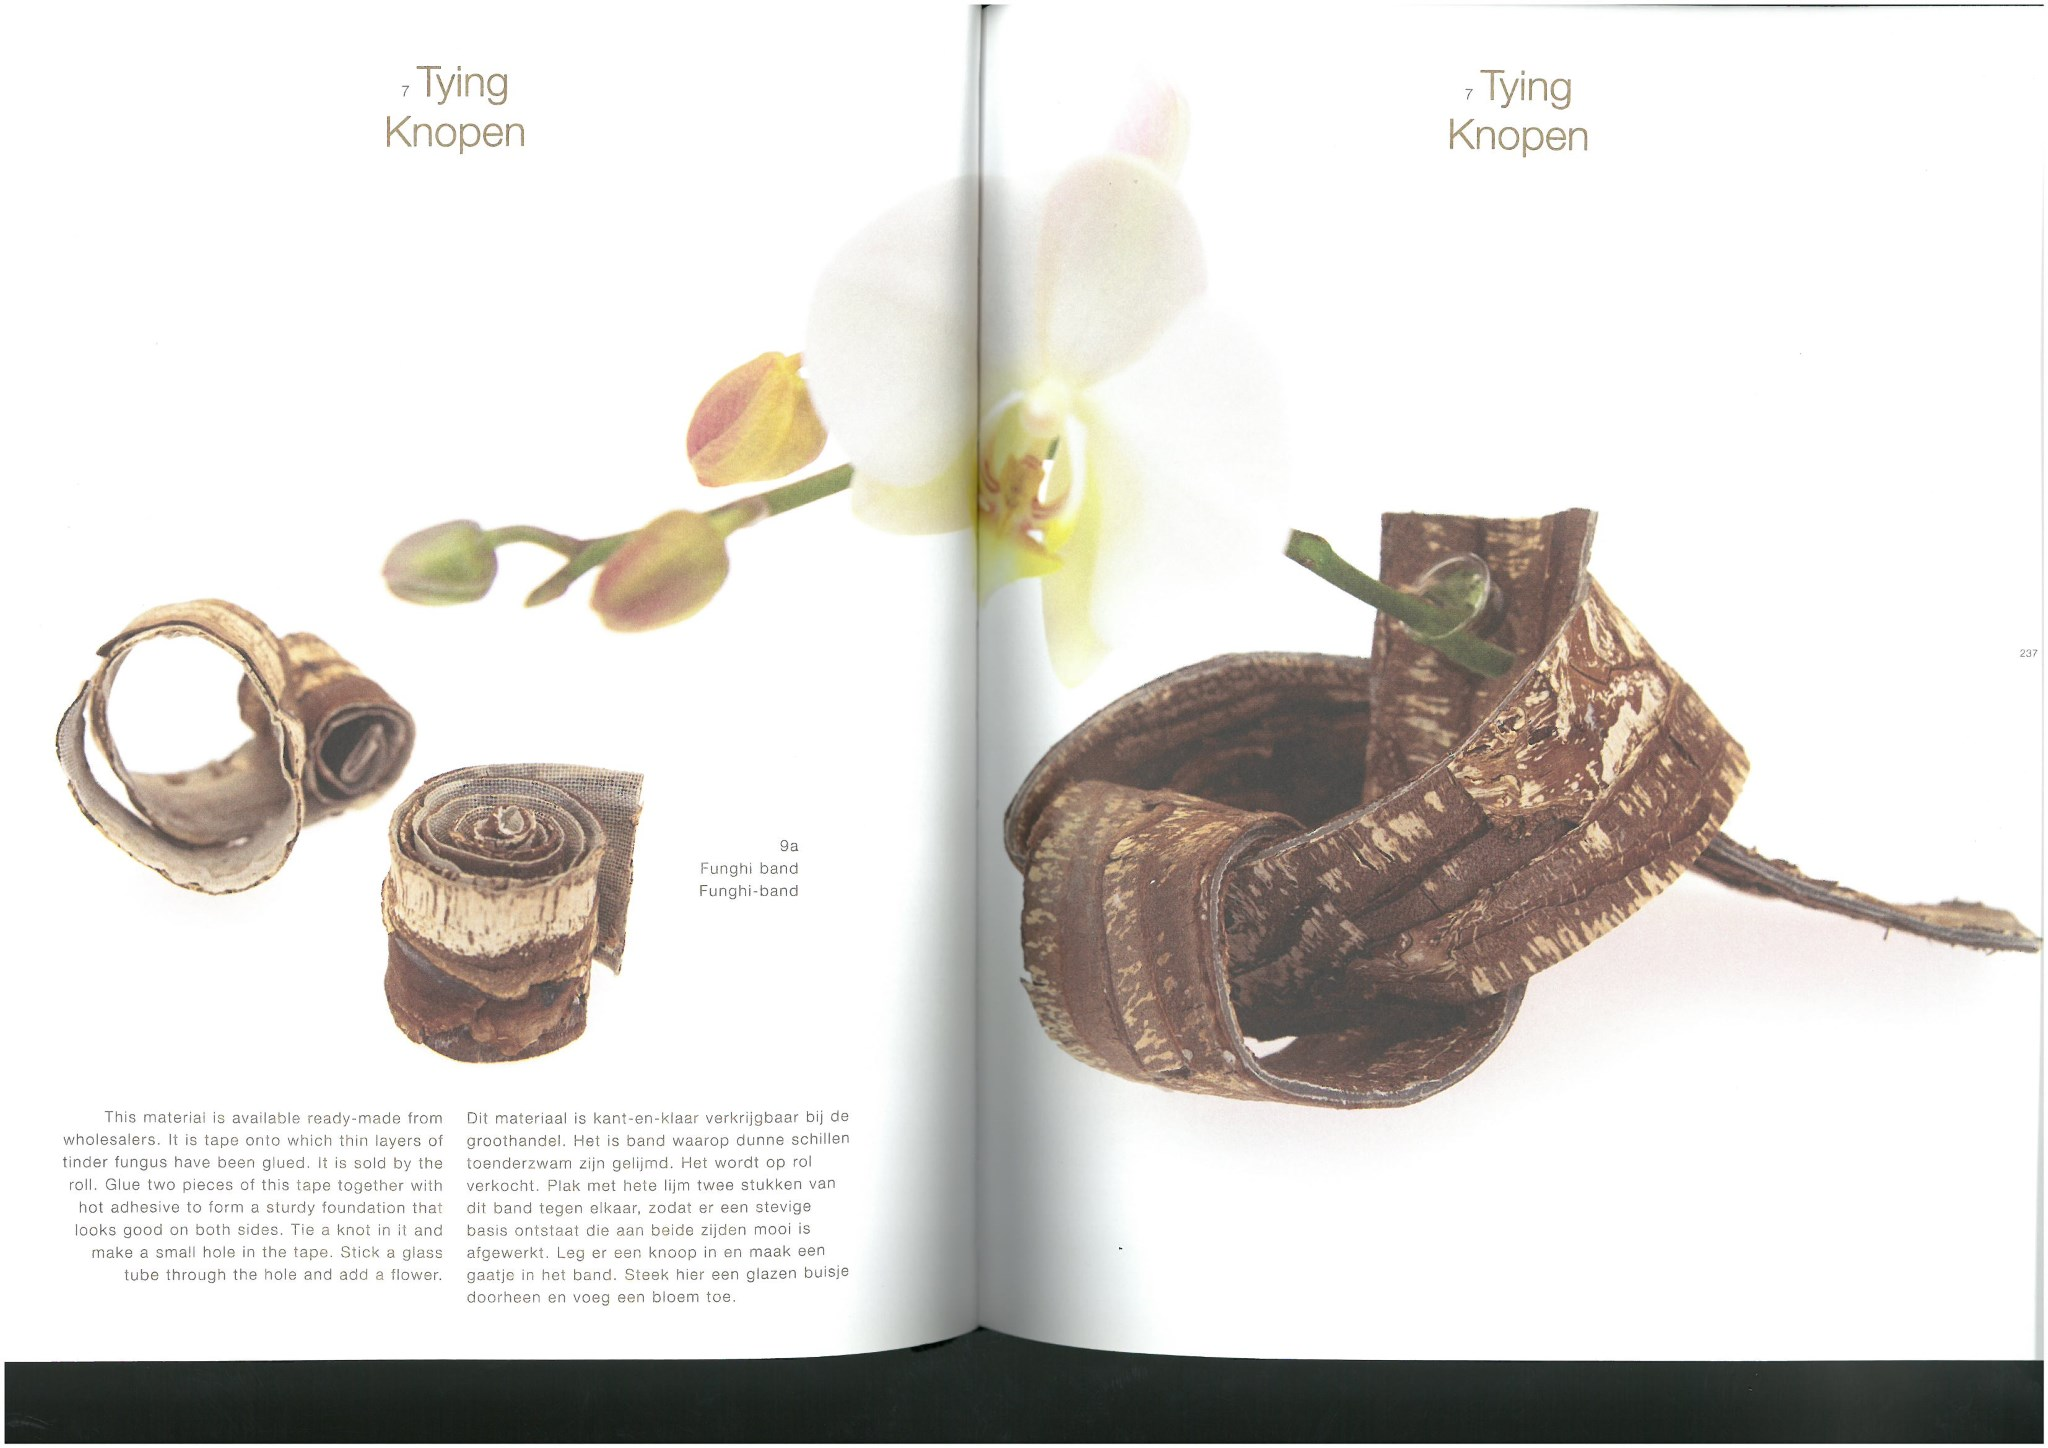 7 Tying
Knopen
9a
Funghi band
Funghi-band
This material is available ready-made from
wholesalers. It is tape onto which thin layers of
tinder fungus have been glued. It is sold by the
roll. Glue two pieces of this tape together with
hot adhesive to form a sturdy foundation that
looks good on both sides. Tie a knot in it and
make a small hole in the tape. Stick a glass
tube through the hole and add a flower.
Dit materiaal is kant-en-klaar verkrijgbaar bij de
groothandel. Het is band waarop dunne schillen
toenderzwam zijn gelijmd. Het wordt op rol
verkocht. Plak met hete lijm twee stukken van
dit band tegen elkaar, zodat er een stevige
basis ontstaat die aan beide zijden mooi is
afgewerkt. Leg er een knoop in en maak een
gaatje in het band. Steek hier een glazen buisje
doorheen en voeg een bloem toe.
7 Tying
Knopen
237